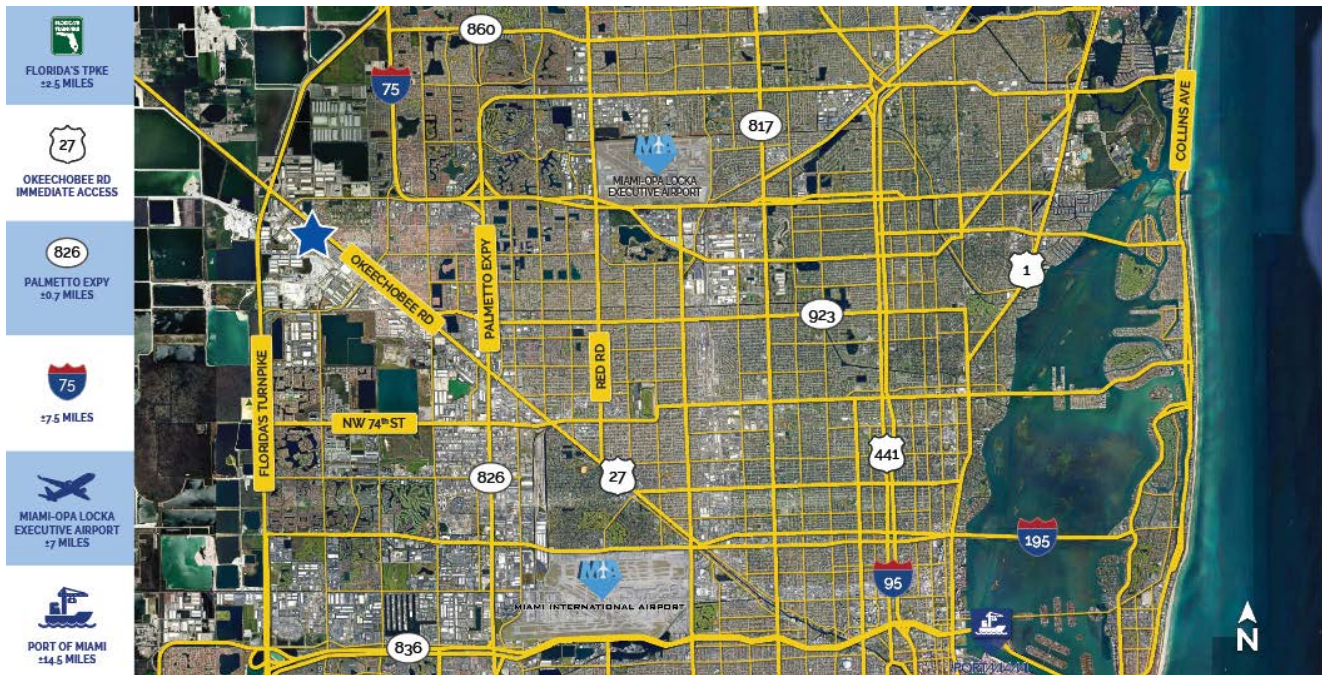 FLORIDA'S TPKE
±2.5 MILES
27
OKEECHOBEE RD
IMMEDIATE ACCESS
826
PALMETTO EXPY
±0.7 MILES
75
±7.5 MILES
MIAMI-OPA LOCKA
EXECUTIVE AIRPORT
±7 MILES
PORT OF MIAMI
±14.5 MILES
860
75
817
MIAMI-OPA LOCKA
EXECUTIVE AIRPORT
COLLINS AVE
OKEECHOBEE RD
PALMETTO EXPY
1
923
FLORIDA'S TURNPIKE
RED RD
NW 74th ST
826
27
441
195
95
MIAMI INTERNATIONAL AIRPORT
836
N